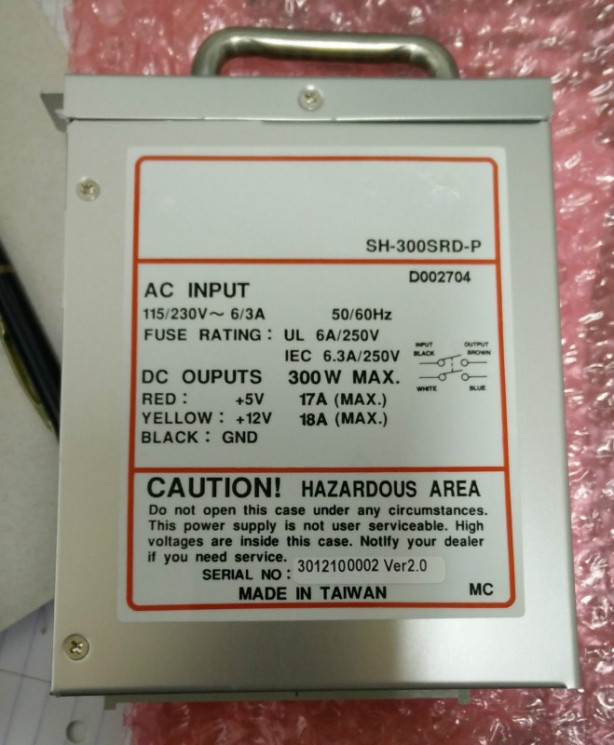 SH-300SRD-P
D002704
AC INPUT
115/230V～ 6/3A 50/60Hz
FUSE RATING: UL 6A/250V
IEC 6.3A/250V
INPUT OUTPUT
BLACK BROWN
WHITE BLUE
DC OUPUTS 300W MAX.
RED: +5V 17A (MAX.)
YELLOW: +12V 18A (MAX.)
BLACK: GND
CAUTION! HAZARDOUS AREA
Do not open this case under any circumstances.
This power supply is not user serviceable. High
voltages are inside this case. Notify your dealer
if you need service.
SERIAL NO: 3012100002 Ver2.0
MADE IN TAIWAN MC